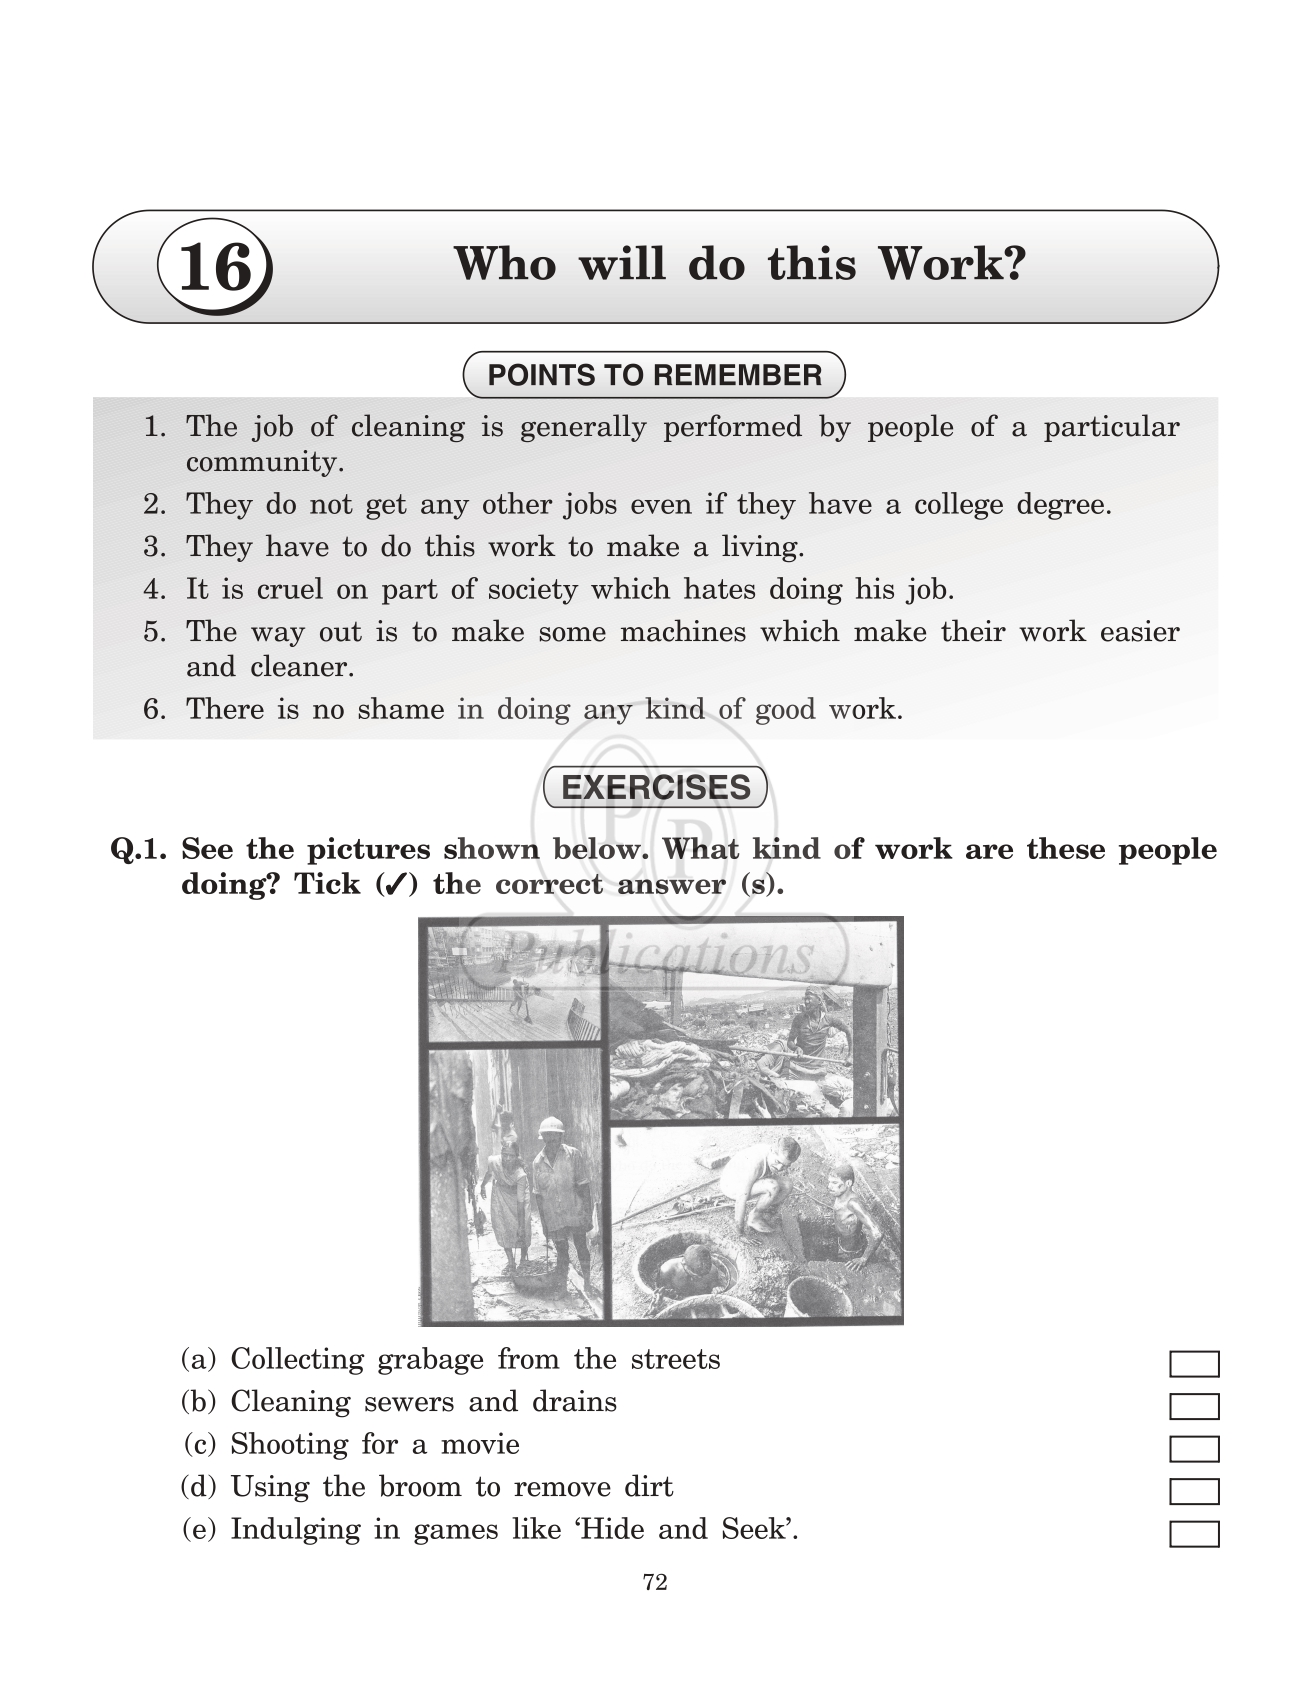 16
Who will do this Work?
POINTS TO REMEMBER
1. The job of cleaning is generally performed by people of a particular
community.
2. They do not get any other jobs even if they have a college degree.
3. They have to do this work to make a living.
4. It is cruel on part of society which hates doing his job.
5. The way out is to make some machines which make their work easier
and cleaner.
6. There is no shame in doing any kind of good work.
EXERCISES
Q.1. See the pictures shown below. What kind of work are these people
doing? Tick (✓) the correct answer (s).
PP
Publications
(a) Collecting grabage from the streets
(b) Cleaning sewers and drains
(c) Shooting for a movie
(d) Using the broom to remove dirt
(e) Indulging in games like ‘Hide and Seek’.
72